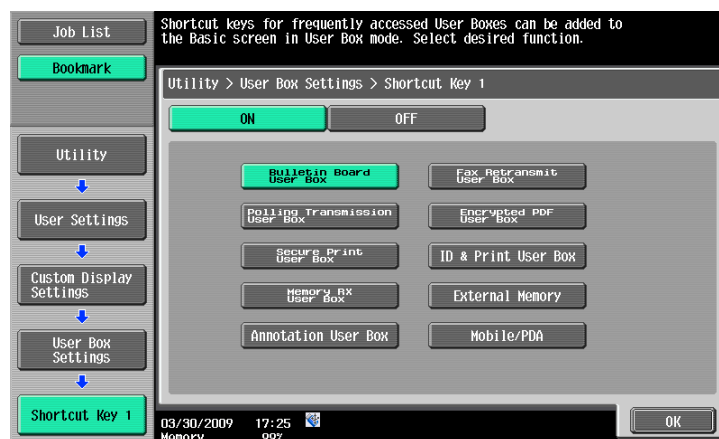 Job List
Bookmark
Shortcut keys for frequently accessed User Boxes can be added to
the Basic screen in User Box mode. Select desired function.
Utility > User Box Settings > Shortcut Key 1
ON
OFF
Utility
User Settings
Custom Display
Settings
User Box
Settings
Shortcut Key 1
Bulletin Board
User Box
Fax Retransmit
User Box
Polling Transmission
User Box
Encrypted PDF
User Box
Secure Print
User Box
ID & Print User Box
Memory RX
User Box
External Memory
Annotation User Box
Mobile/PDA
03/30/2009 17:25
Memory 99%
OK